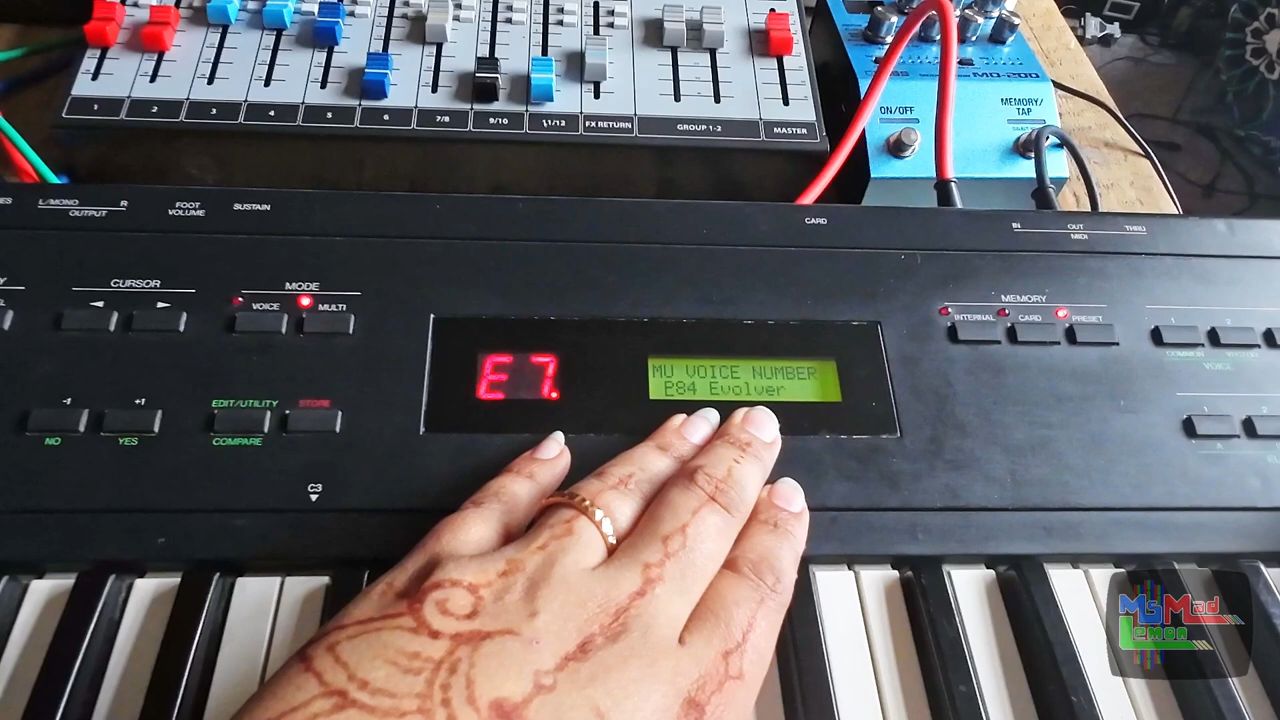 1 2 3 4 5 6 7/8 9/10 11/12 FX RETURN GROUP 1-2 MASTER
MD-200
ON/OFF
MEMORY/
TAP
L/MONO R
OUTPUT
FOOT
VOLUME
SUSTAIN
CARD
IN OUT THRU
MIDI
CURSOR
MODE
VOICE MULTI
MEMORY
INTERNAL CARD PRESET
1 2
COMMON
VOICE
E7.
MU VOICE NUMBER
P84 Evolver
-1 +1
NO YES
EDIT/UTILITY
COMPARE
STORE
1 2
A
C3
MsMad
Lemon